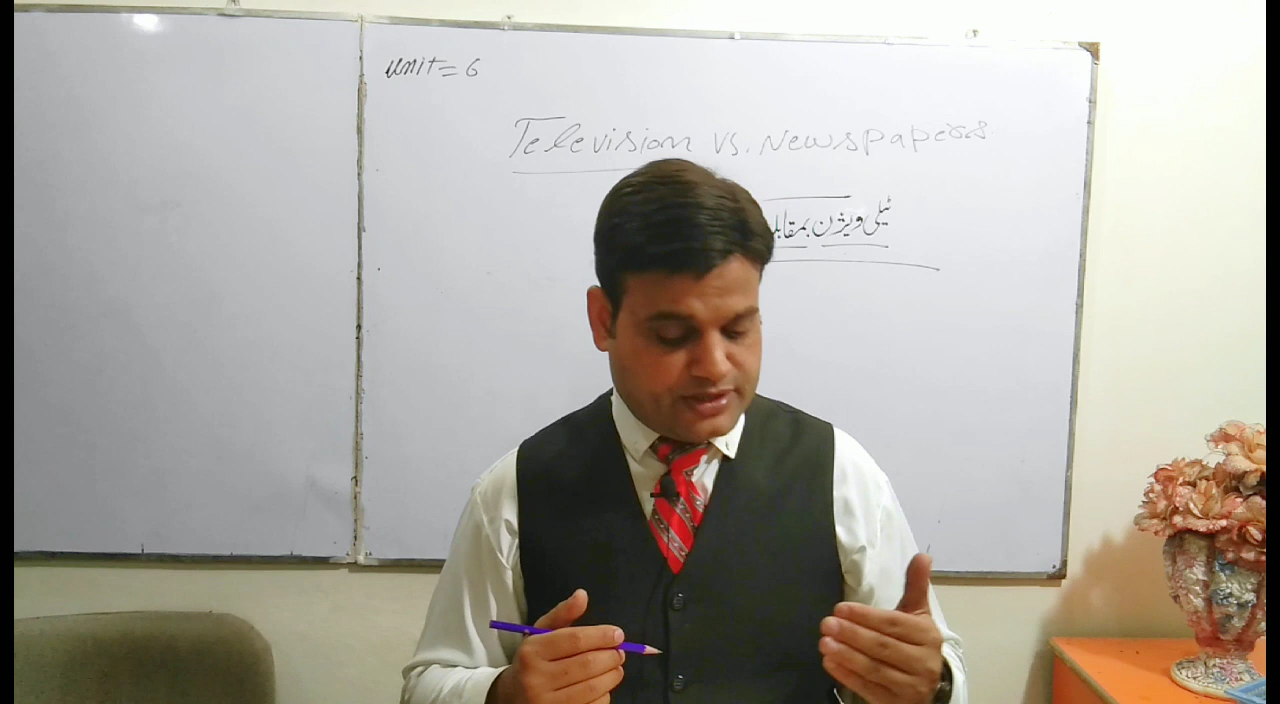 unit = 6
Television vs. Newspapers
ٹیلی ویژن بمقابلہ